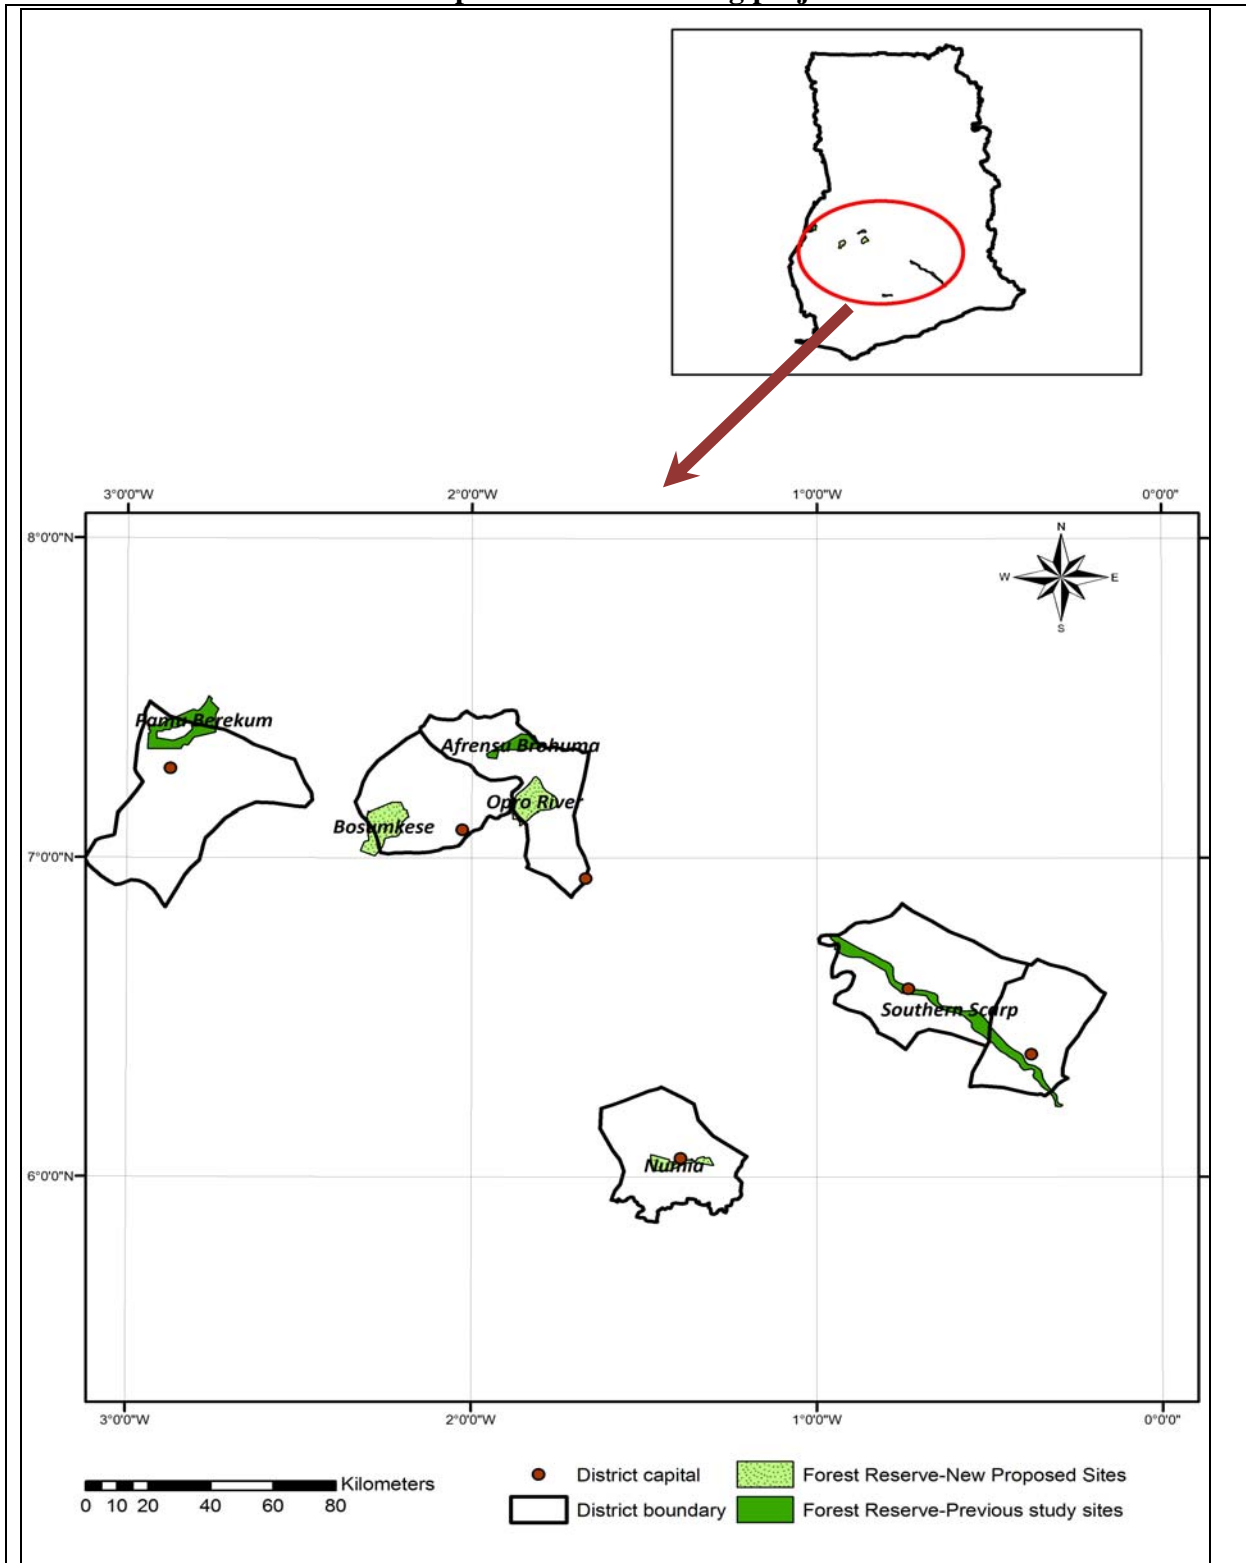 3°0'0"W 2°0'0"W 1°0'0"W 0°0'0"
8°0'0"N
N
W E
S
Pamu Berekum
Afrensu Brohuma
Opro River
Bosumkese
7°0'0"N
Southern Scarp
Numia
6°0'0"N
3°0'0"W 2°0'0"W 1°0'0"W 0°0'0"
Kilometers
0 10 20 40 60 80
District capital
District boundary
Forest Reserve-New Proposed Sites
Forest Reserve-Previous study sites